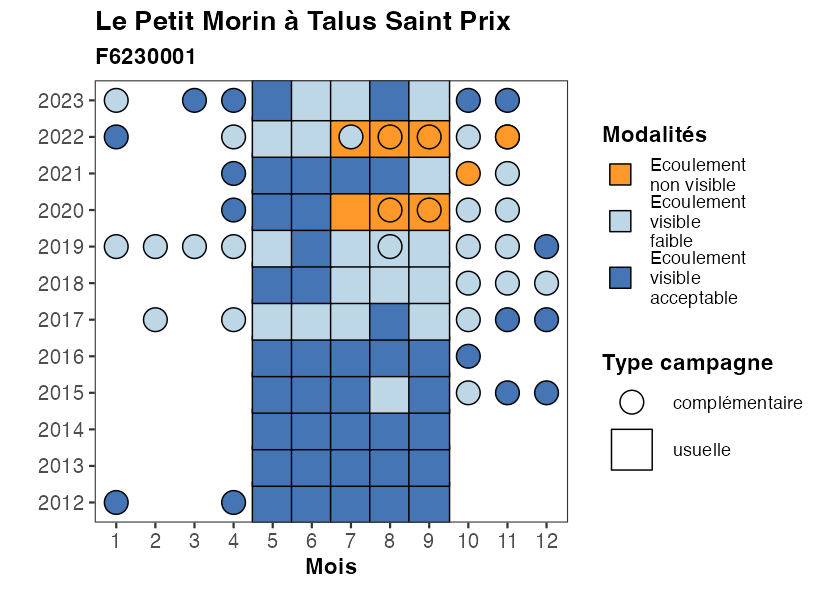 Le Petit Morin à Talus Saint Prix
F6230001
2023
2022
2021
2020
2019
2018
2017
2016
2015
2014
2013
2012
1 2 3 4 5 6 7 8 9 10 11 12
Mois
Modalités
Ecoulement
non visible
Ecoulement
visible
faible
Ecoulement
visible
acceptable
Type campagne
complémentaire
usuelle